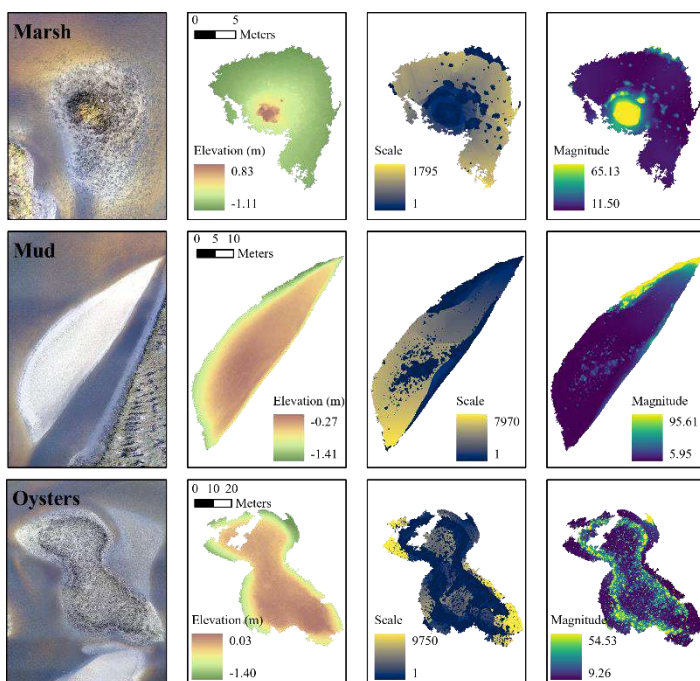 Marsh
0 5
Meters
Elevation (m)
0.83
-1.11
Scale
1795
1
Magnitude
65.13
11.50
Mud
0 5 10
Meters
Elevation (m)
-0.27
-1.41
Scale
7970
1
Magnitude
95.61
5.95
Oysters
0 10 20
Meters
Elevation (m)
0.03
-1.40
Scale
9750
1
Magnitude
54.53
9.26